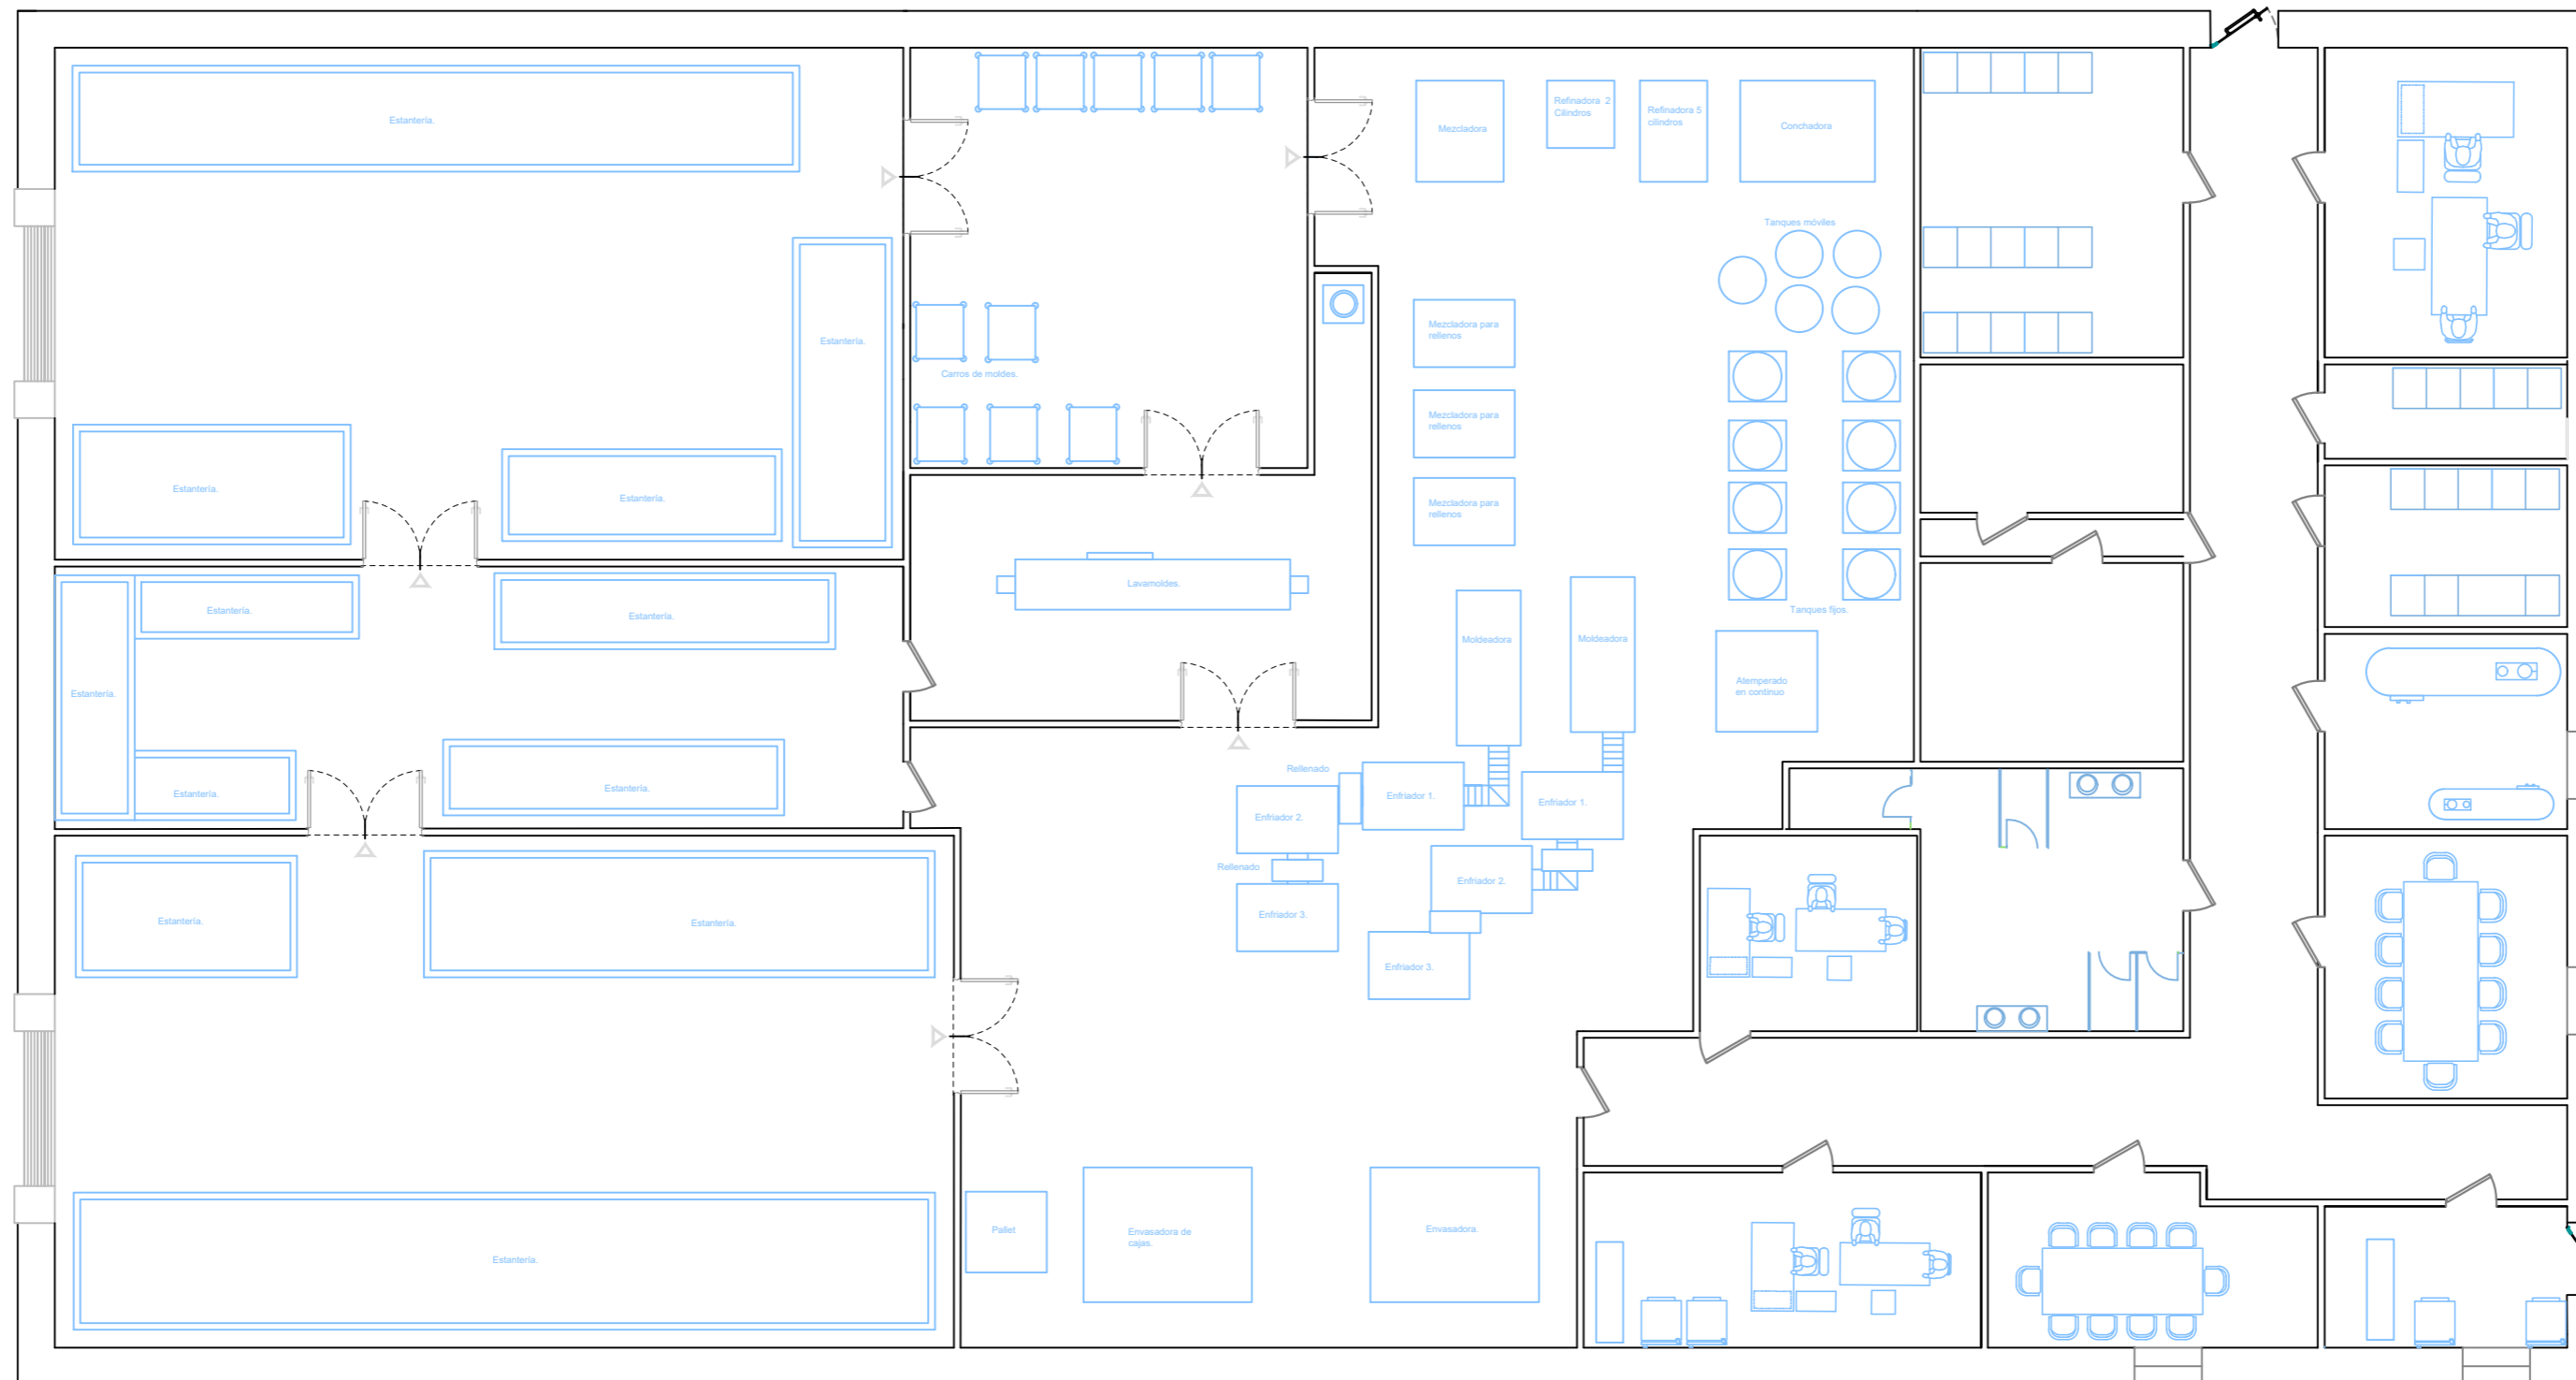 Estantería.
Estantería.
Estantería.
Estantería.
Carros de moldes.
Mezcladora
Refinadora 2
Cilindros
Refinadora 5
cilindros
Conchadora
Tanques móviles
Mezcladora para
rellenos
Mezcladora para
rellenos
Mezcladora para
rellenos
Tanques fijos.
Lavamoldes.
Moldeadora
Moldeadora
Atemperado
en continuo
Estantería.
Estantería.
Estantería.
Estantería.
Estantería.
Rellenado
Enfriador 1.
Enfriador 1.
Enfriador 2.
Rellenado
Enfriador 2.
Enfriador 3.
Enfriador 3.
Estantería.
Estantería.
Estantería.
Pallet
Envasadora de
cajas.
Envasadora.